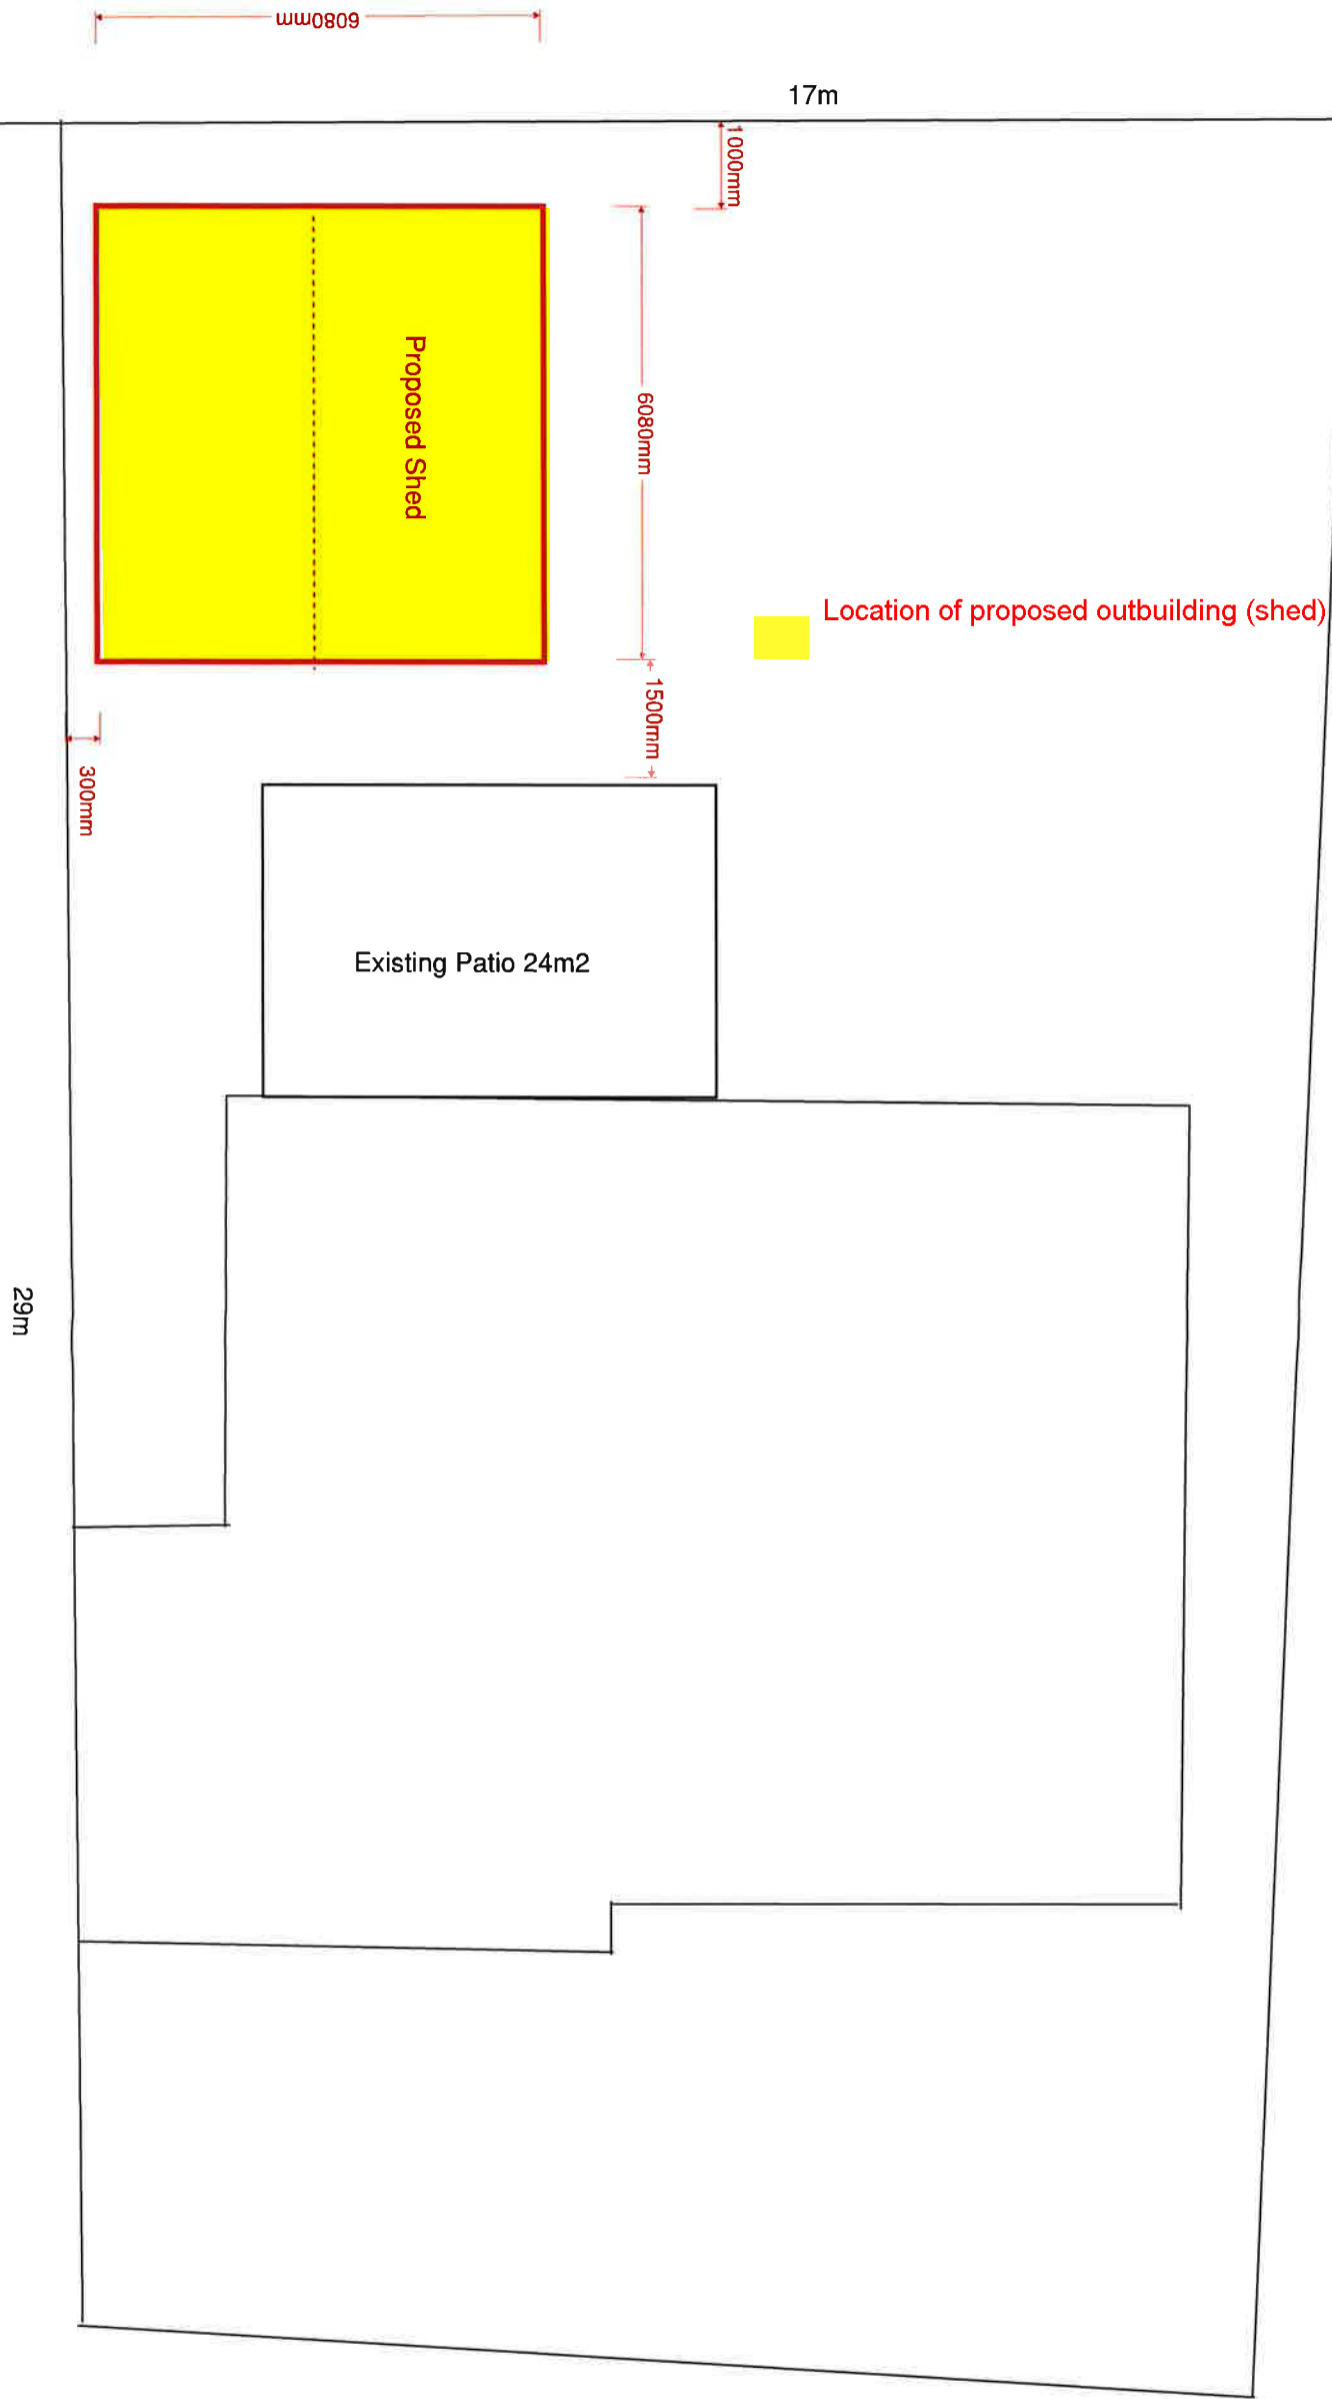 6080mm
17m
1000mm
Proposed Shed
6080mm
Location of proposed outbuilding (shed)
1500mm
300mm
Existing Patio 24m2
29m